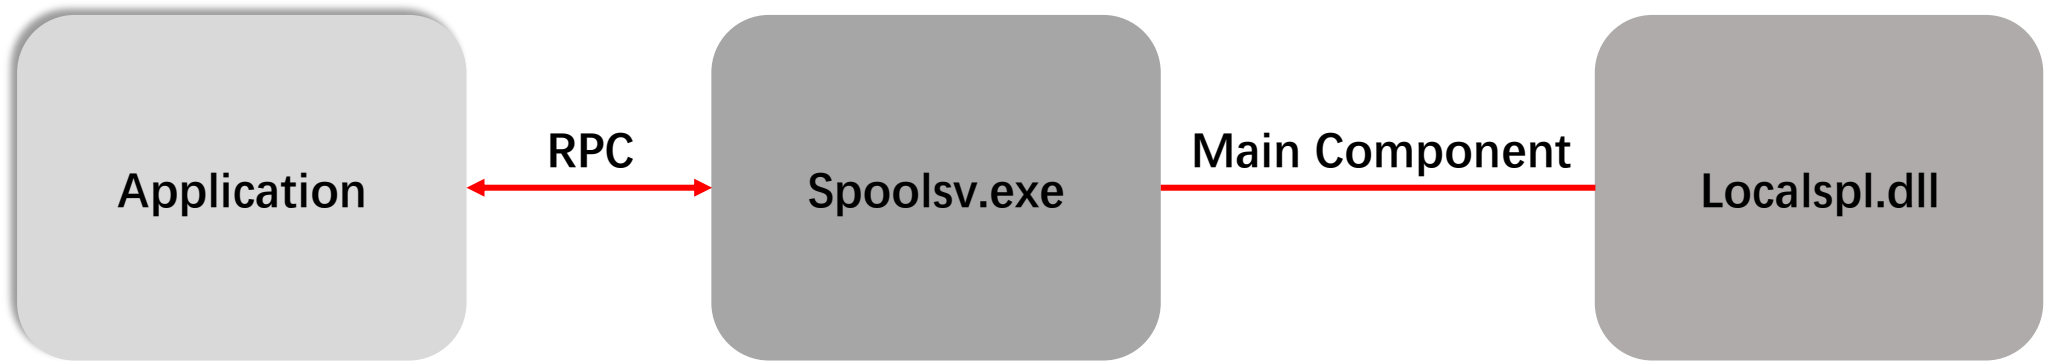 RPC
Main Component
Application
Spoolsv.exe
Localspl.dll